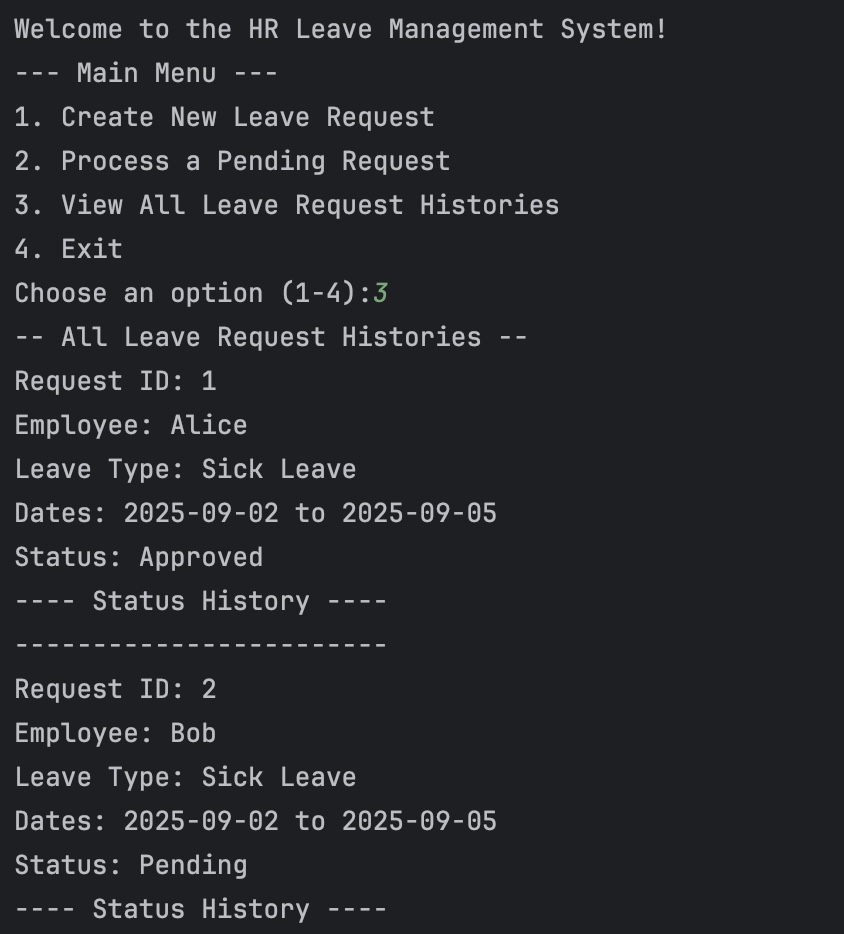 Welcome to the HR Leave Management System!
--- Main Menu ---
1. Create New Leave Request
2. Process a Pending Request
3. View All Leave Request Histories
4. Exit
Choose an option (1-4):3
-- All Leave Request Histories --
Request ID: 1
Employee: Alice
Leave Type: Sick Leave
Dates: 2025-09-02 to 2025-09-05
Status: Approved
---- Status History ----
------------------------
Request ID: 2
Employee: Bob
Leave Type: Sick Leave
Dates: 2025-09-02 to 2025-09-05
Status: Pending
---- Status History ----